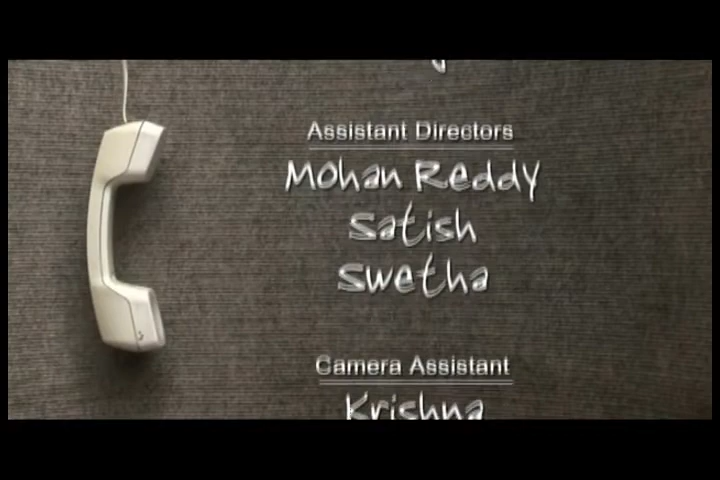 Assistant Directors
Mohan Reddy
Satish
Swetha
Camera Assistant
Krishna